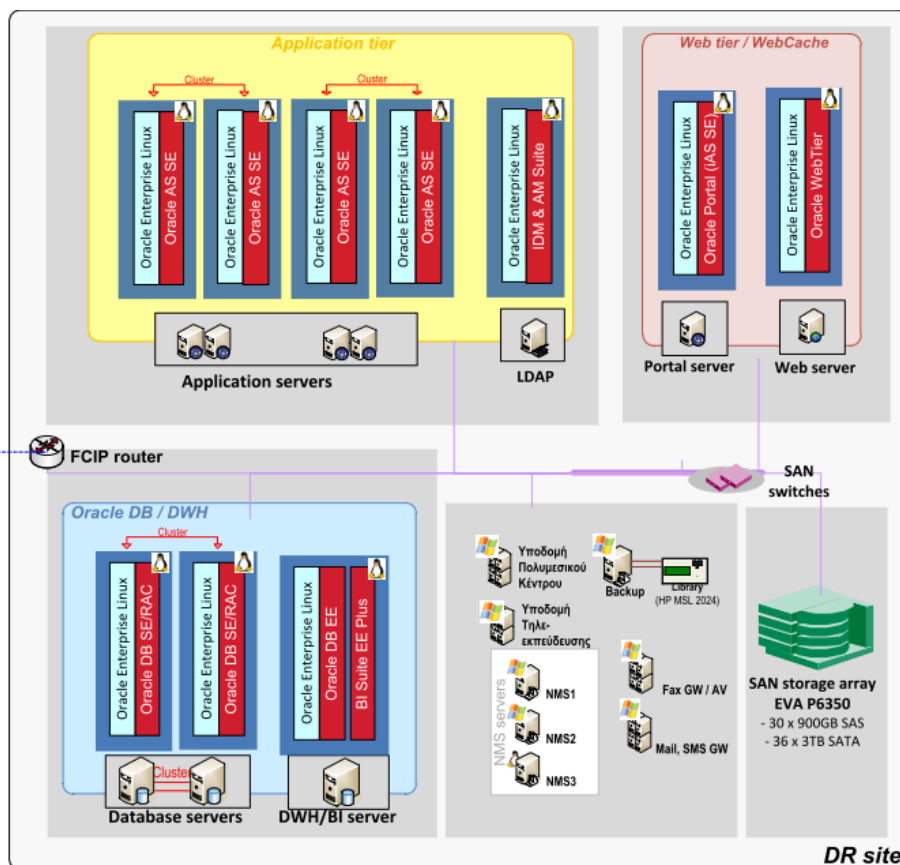 Application tier
Cluster
Cluster
Oracle Enterprise Linux
Oracle AS SE
Oracle Enterprise Linux
Oracle AS SE
Oracle Enterprise Linux
Oracle AS SE
Oracle Enterprise Linux
Oracle AS SE
Oracle Enterprise Linux
IDM & AM Suite
Application servers
LDAP
Web tier / WebCache
Oracle Enterprise Linux
Oracle Portal (iAS SE)
Oracle Enterprise Linux
Oracle WebTier
Portal server
Web server
FCIP router
SAN
switches
Oracle DB / DWH
Cluster
Oracle Enterprise Linux
Oracle DB SE/RAC
Oracle Enterprise Linux
Oracle DB SE/RAC
Oracle Enterprise Linux
Oracle DB EE
BI Suite EE Plus
Cluster
Database servers
DWH/BI server
Υποδομή
Πολυμεσικού
Κέντρου
Backup
Library
(HP MSL 2024)
Υποδομή
Τηλε-
εκπαίδευσης
NMS servers
NMS1
NMS2
NMS3
Fax GW / AV
Mail, SMS GW
SAN storage array
EVA P6350
- 30 x 900GB SAS
- 36 x 3TB SATA
DR site